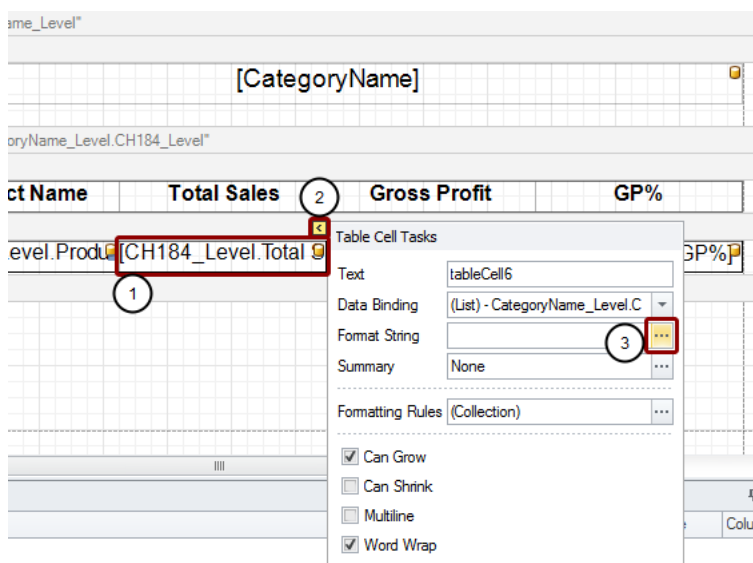 ame_Level"
[CategoryName]
oryName_Level.CH184_Level"
ct Name Total Sales 2 Gross Profit GP%
<
evel.Produ [CH184_Level.Total S GP%]
1
Table Cell Tasks
Text tableCell6
Data Binding (List) - CategoryName_Level.C
Format String 3 ...
Summary None ...
Formatting Rules (Collection) ...
Can Grow
Can Shrink
Multiline
Word Wrap
Colu